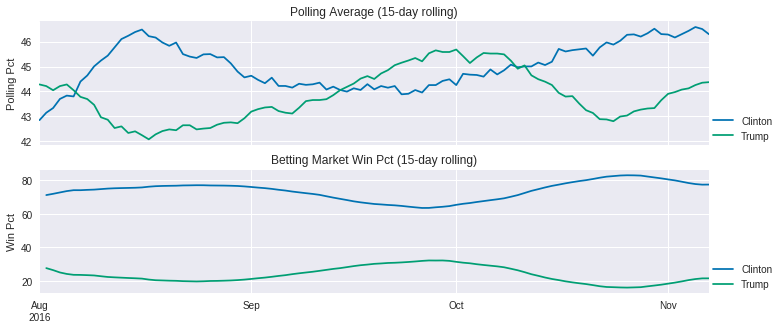 Polling Average (15-day rolling)
Polling Pct
46
45
44
43
42
Clinton
Trump
Betting Market Win Pct (15-day rolling)
Win Pct
80
60
40
20
Clinton
Trump
Aug
2016
Sep
Oct
Nov